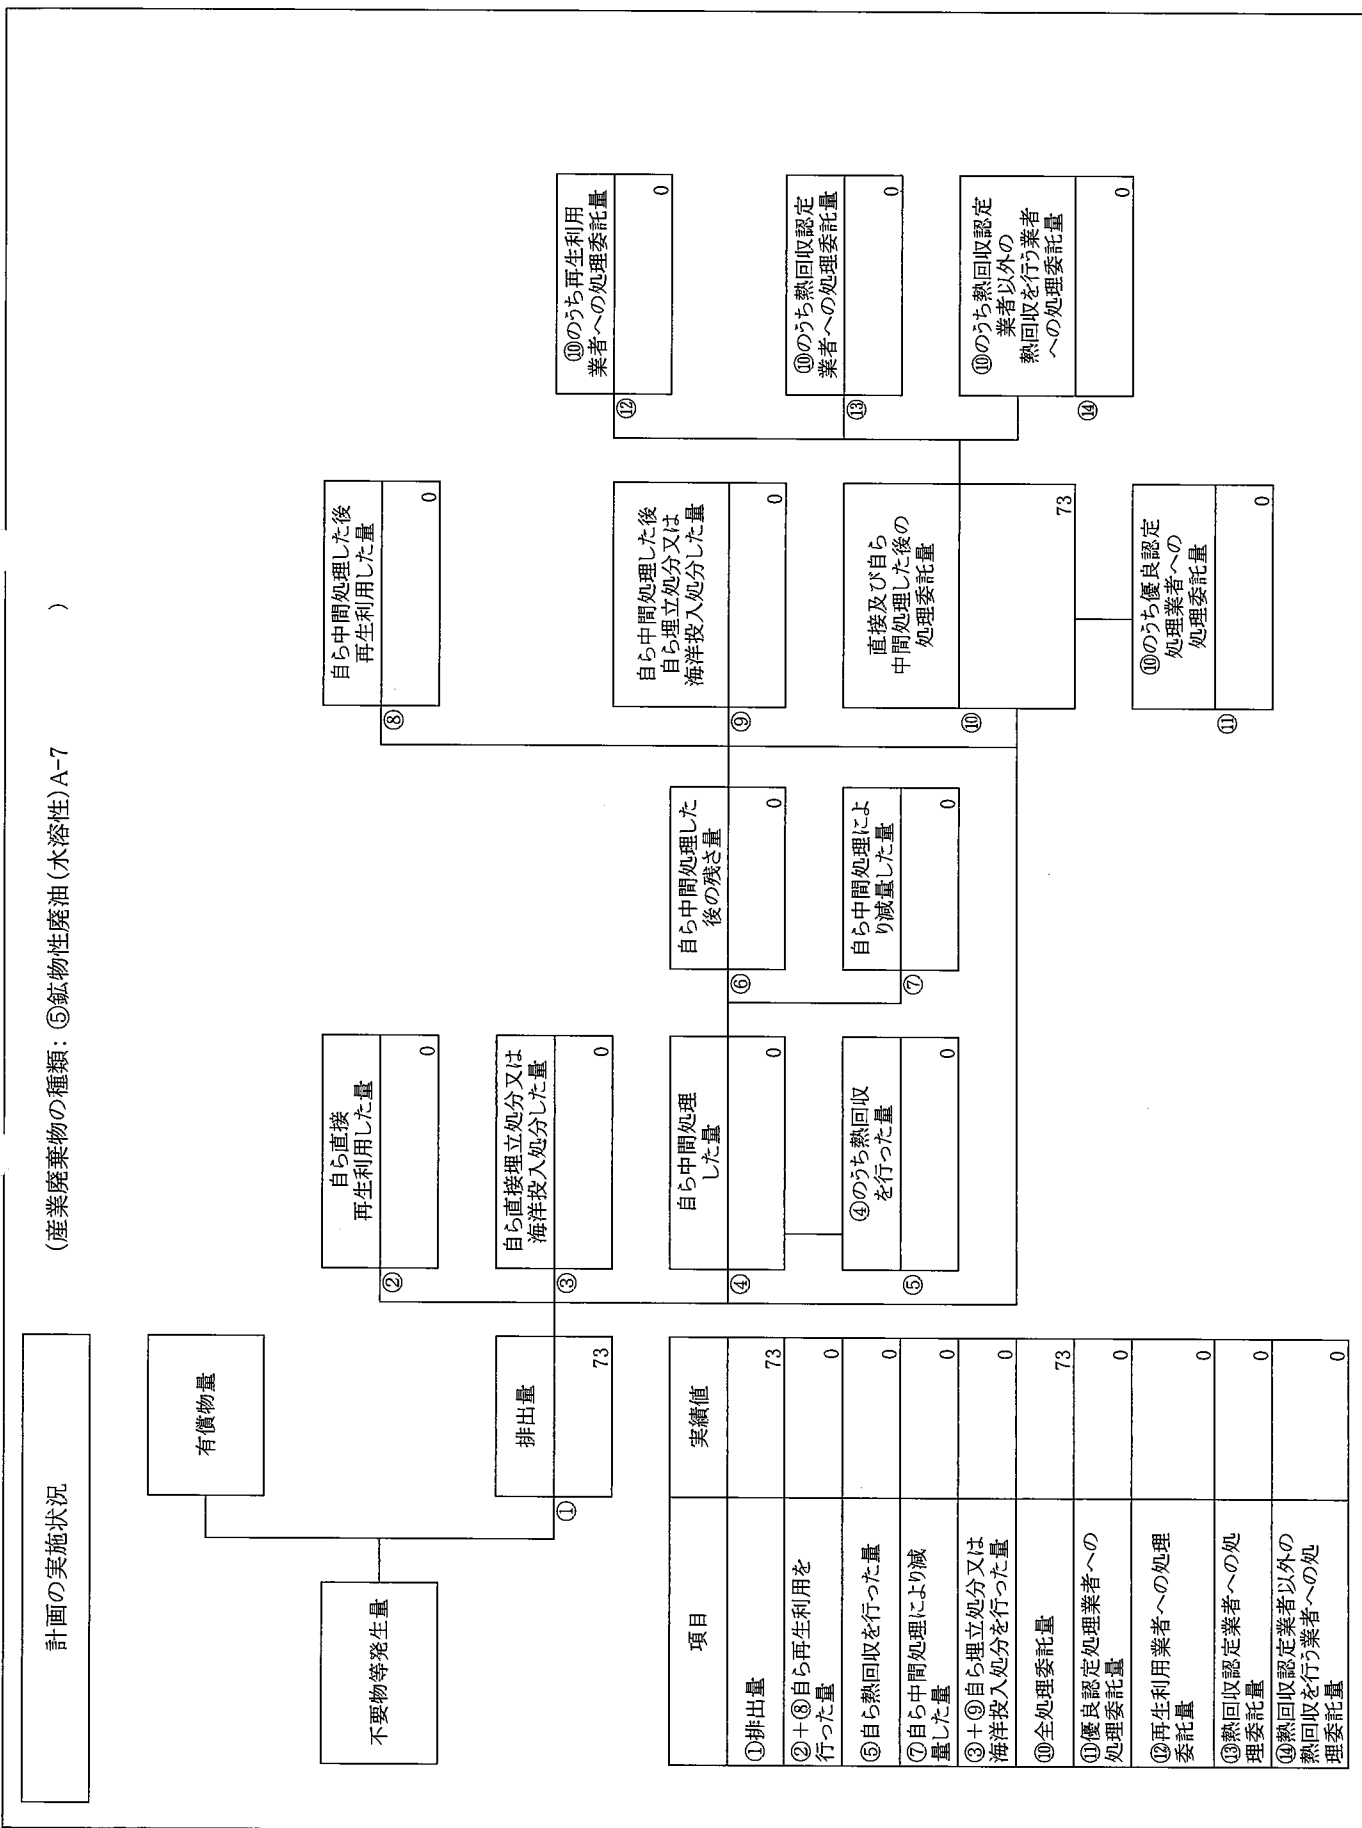 計画の実施状況
(産業廃棄物の種類：⑤鉱物性廃油(水溶性)A-7
)
不要物等発生量
有償物量
①
排出量
73
②
自ら直接
再生利用した量
0
③
自ら直接埋立処分又は
海洋投入処分した量
0
④
自ら中間処理
した量
0
⑤
④のうち熱回収
を行った量
0
⑥
自ら中間処理した
後の残さ量
0
⑦
自ら中間処理によ
り減量した量
0
⑧
自ら中間処理した後
再生利用した量
0
⑨
自ら中間処理した後
自ら埋立処分又は
海洋投入処分した量
0
⑩
直接及び自ら
中間処理した後の
処理委託量
73
⑪
⑩のうち優良認定
処理業者への
処理委託量
0
⑫
⑩のうち再生利用
業者への処理委託量
0
⑬
⑩のうち熱回収認定
業者への処理委託量
0
⑭
⑩のうち熱回収認定
業者以外の
熱回収を行う業者
への処理委託量
0
項目
実績値
①排出量
73
②＋⑧自ら再生利用を
行った量
0
⑤自ら熱回収を行った量
0
⑦自ら中間処理により減
量した量
0
③＋⑨自ら埋立処分又は
海洋投入処分を行った量
0
⑩全処理委託量
73
⑪優良認定処理業者への
処理委託量
0
⑫再生利用業者への処理
委託量
0
⑬熱回収認定業者への処
理委託量
0
⑭熱回収認定業者以外の
熱回収を行う業者への処
理委託量
0